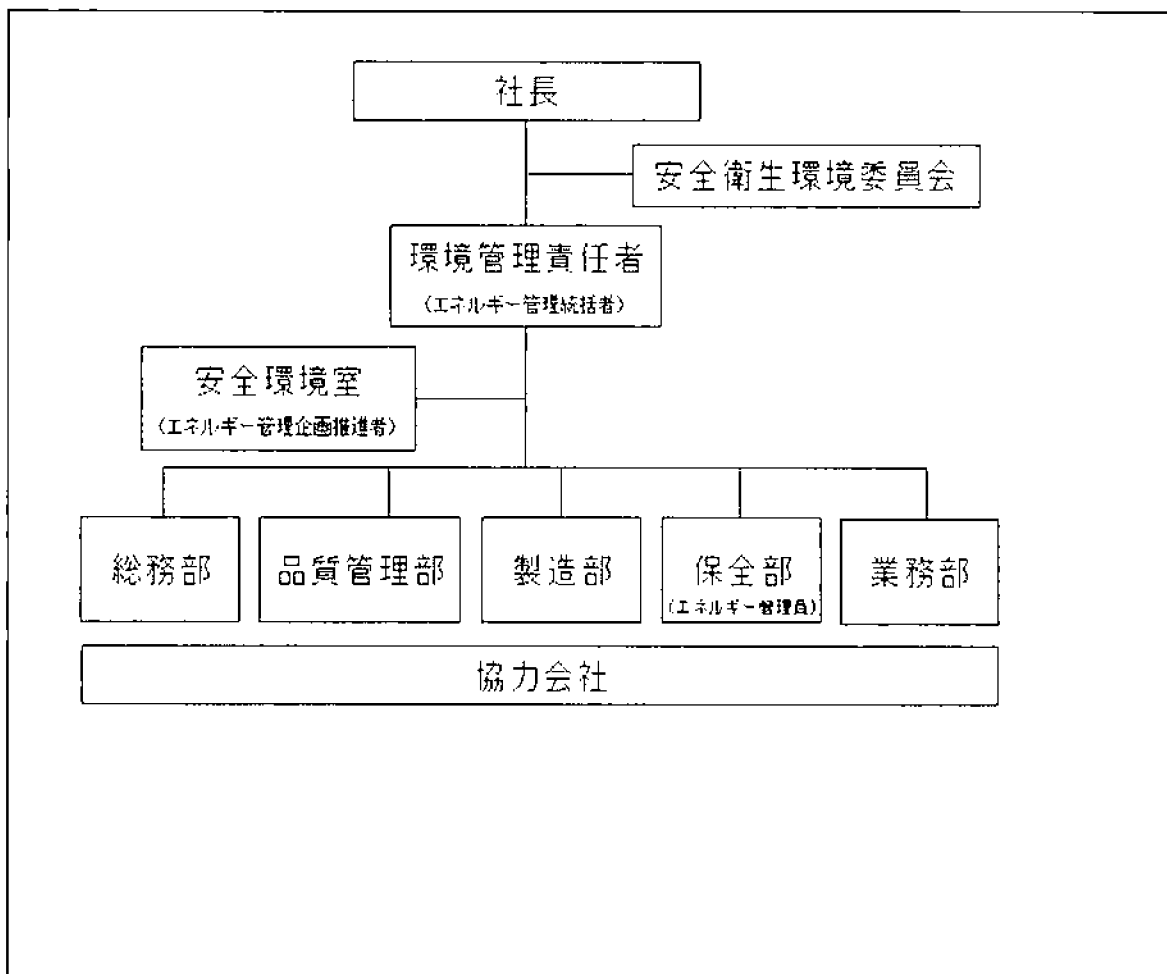 社長
安全衛生環境委員会
環境管理責任者
(エネルギー管理統括者)
安全環境室
(エネルギー管理企画推進者)
総務部
品質管理部
製造部
保全部
(エネルギー管理員)
業務部
協力会社